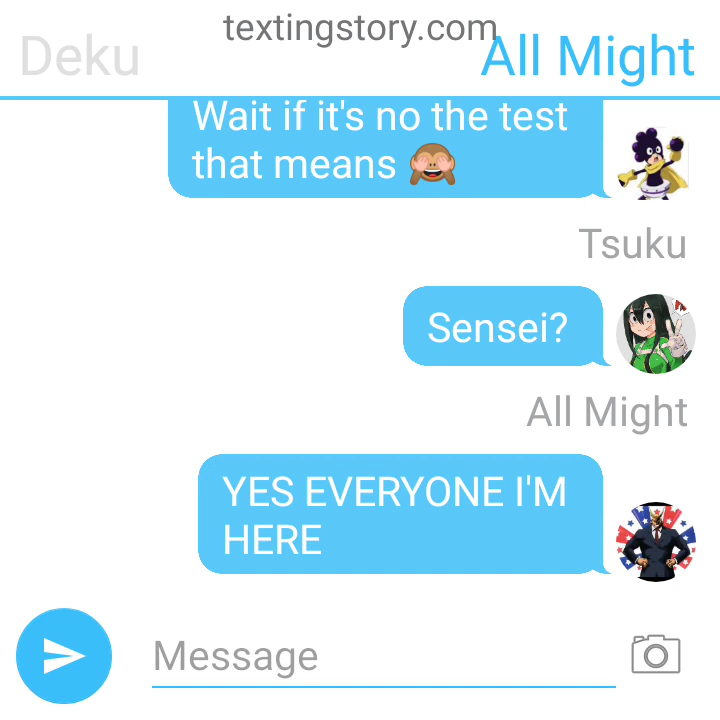 textingstory.com
Deku
All Might
Wait if it's no the test
that means 🙈
Tsuku
Sensei?
All Might
YES EVERYONE I'M
HERE
Message